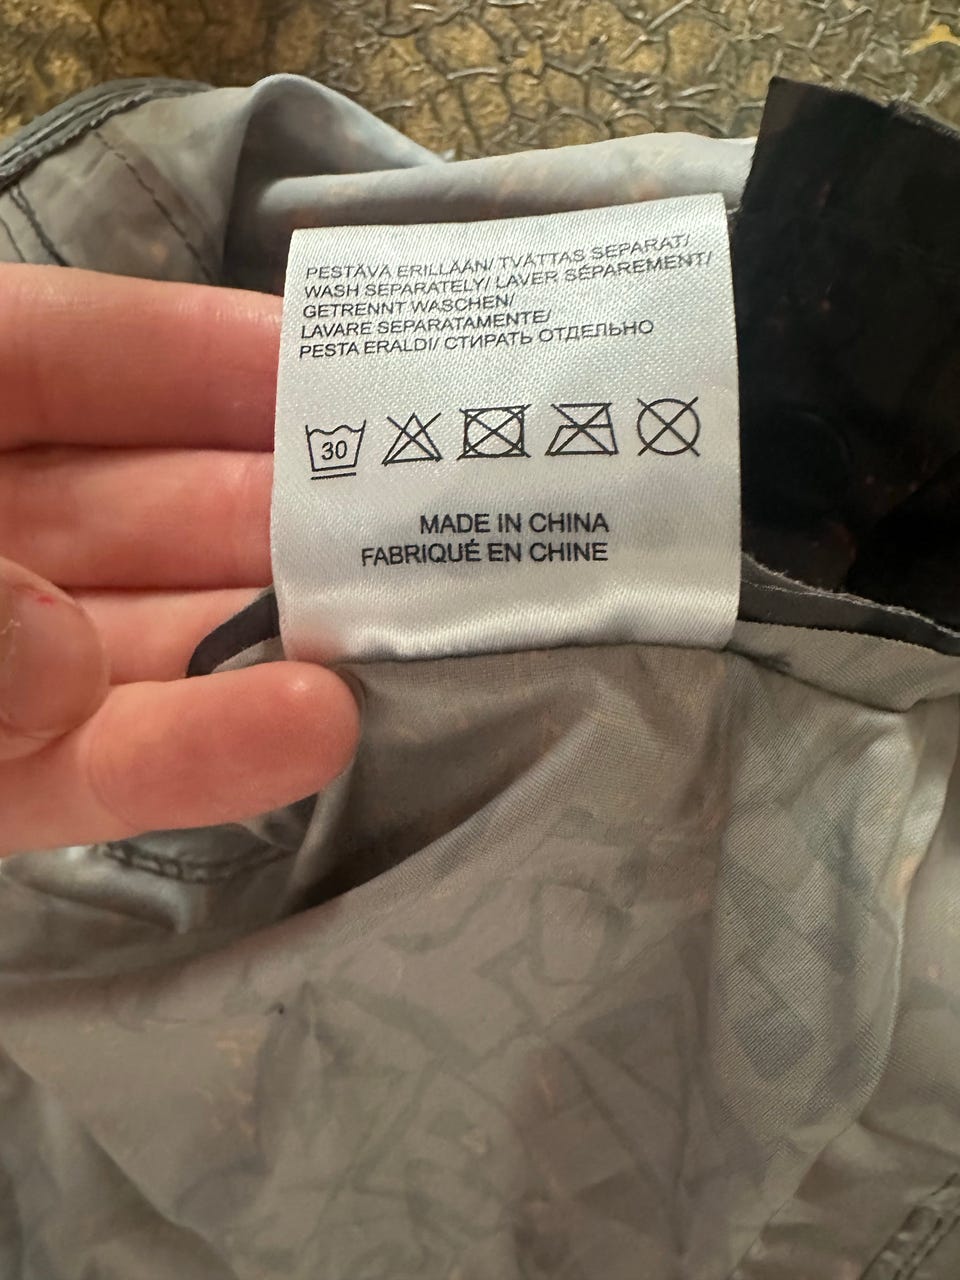 PESTÄVÄ ERILLÄÄN/ TVÄTTAS SEPARAT/
WASH SEPARATELY/ LAVER SÉPAREMENT/
GETRENNT WASCHEN/
LAVARE SEPARATAMENTE/
PESTA ERALDI/ СТИРАТЬ ОТДЕЛЬНО
30
MADE IN CHINA
FABRIQUÉ EN CHINE